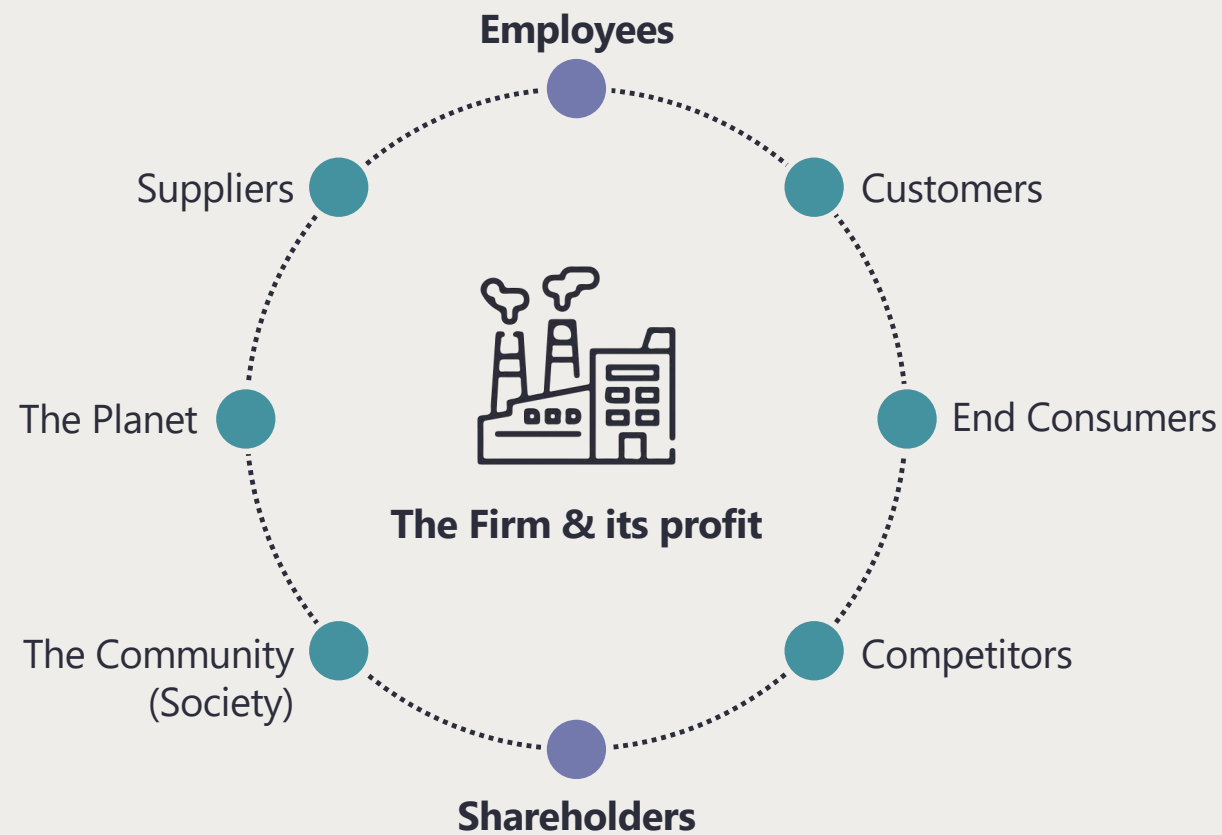 Employees
Suppliers
Customers
The Planet
End Consumers
The Firm & its profit
The Community
(Society)
Competitors
Shareholders